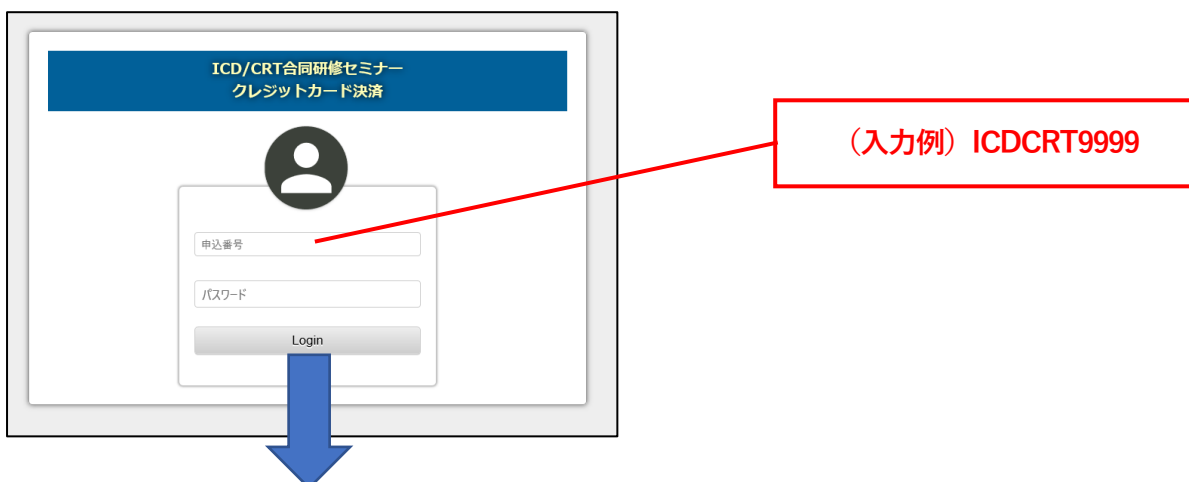 ICD/CRT合同研修セミナー
クレジットカード決済
（入力例）ICDCRT9999
申込番号
パスワード
Login